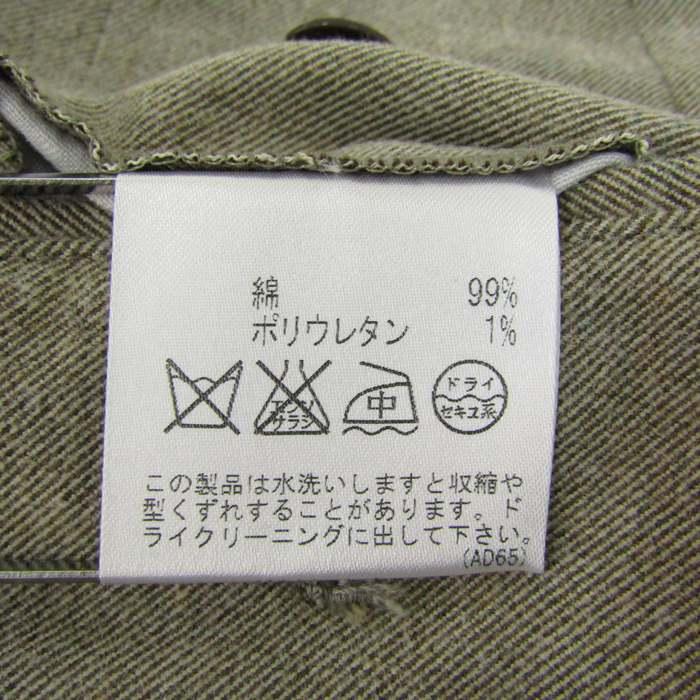 綿 99%
ポリウレタン 1%
エンソ
サラシ
中
ドライ
セキユ系
この製品は水洗いしますと収縮や
型くずれすることがあります。ド
ライクリーニングに出して下さい。
(AD65)